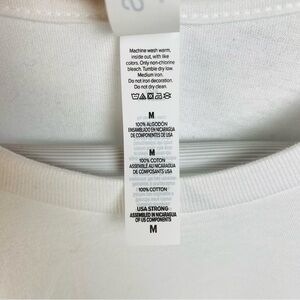 Machine wash warm,
inside out, with like
colors. Only non-chlorine
bleach. Tumble dry low.
Medium iron.
Do not iron decoration.
Do not dry clean.
M
100% ALGODÓN
ENSAMBLADO EN NICARAGUA
DE COMPONENTES DE USA
M
100% COTON
ASSEMBLÉ AU NICARAGUA
DE COMPOSANTS USA
100% COTTON
USA STRONG
ASSEMBLED IN NICARAGUA
OF US COMPONENTS
M